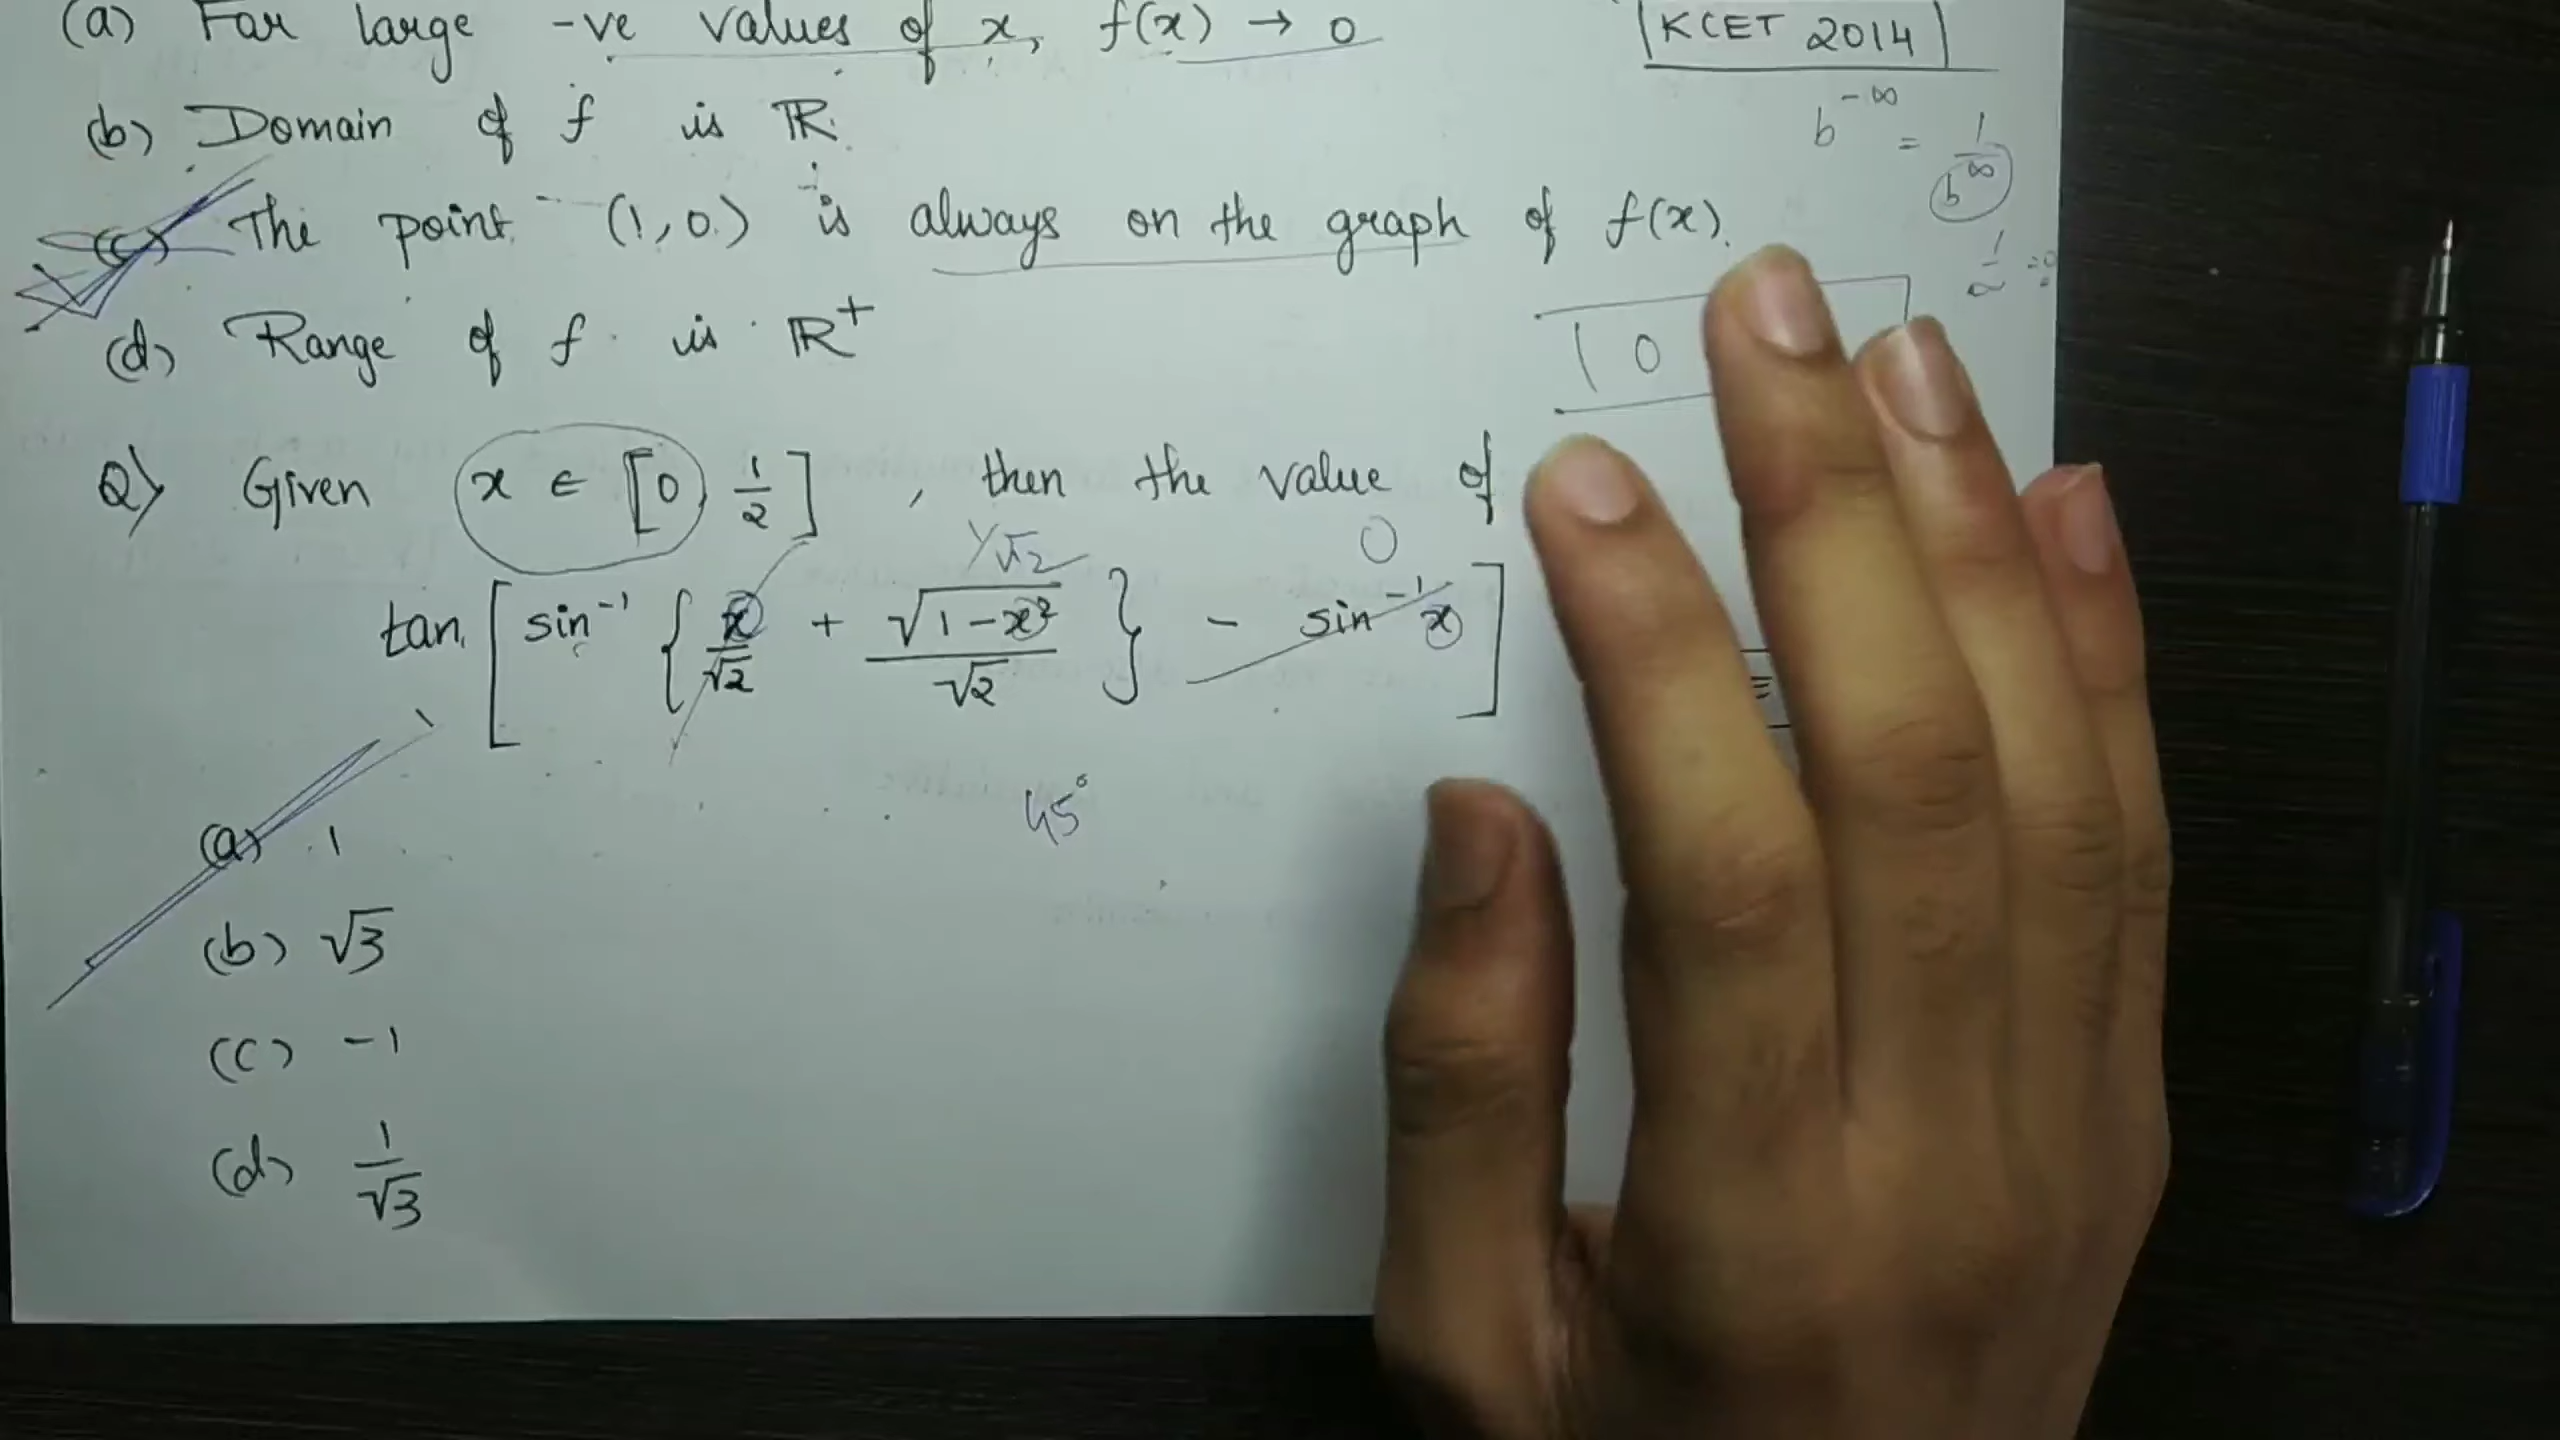 (a) For large -ve values of x, f(x) → 0
KCET 2014
(b) Domain of f is ℝ.
b^-∞ = 1/b^∞
(c) The point (1,0) is always on the graph of f(x).
1/∞ = 0
(d) Range of f is ℝ⁺
0
Q) Given x ∈ [0, 1/2], then the value of
1/√2
0
tan [sin⁻¹ {x/√2 + √(1-x²)/√2} - sin⁻¹ x]
45°
(a) 1
(b) √3
(c) -1
(d) 1/√3